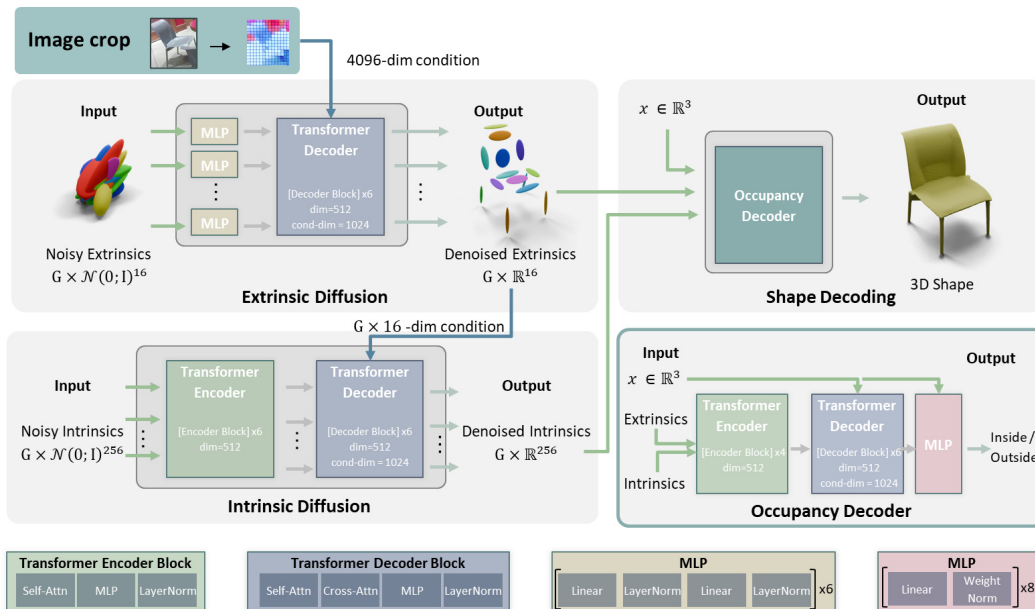 Image crop
4096-dim condition
Input
Output
MLP
MLP
MLP
Transformer
Decoder
[Decoder Block] x6
dim=512
cond-dim = 1024
Noisy Extrinsics
G × 𝒩(0; I)¹⁶
Denoised Extrinsics
G × ℝ¹⁶
Extrinsic Diffusion
x ∈ ℝ³
Output
Occupancy
Decoder
3D Shape
Shape Decoding
G × 16 -dim condition
Input
Output
Transformer
Encoder
[Encoder Block] x6
dim=512
Transformer
Decoder
[Decoder Block] x6
dim=512
cond-dim = 1024
Noisy Intrinsics
G × 𝒩(0; I)²⁵⁶
Denoised Intrinsics
G × ℝ²⁵⁶
Intrinsic Diffusion
Input
Output
x ∈ ℝ³
Extrinsics
Intrinsics
Transformer
Encoder
[Encoder Block] x4
dim=512
Transformer
Decoder
[Decoder Block] x6
dim=512
cond-dim = 1024
MLP
Inside /
Outside
Occupancy Decoder
Transformer Encoder Block
Self-Attn MLP LayerNorm
Transformer Decoder Block
Self-Attn Cross-Attn MLP LayerNorm
MLP
Linear LayerNorm Linear LayerNorm x6
MLP
Linear Weight Norm x8